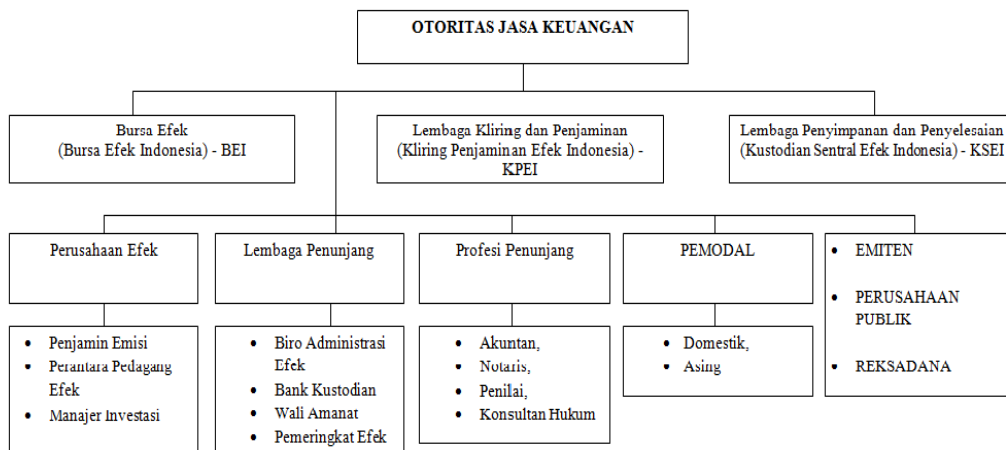 OTORITAS JASA KEUANGAN
Bursa Efek
(Bursa Efek Indonesia) - BEI
Lembaga Kliring dan Penjaminan
(Kliring Penjaminan Efek Indonesia) -
KPEI
Lembaga Penyimpanan dan Penyelesaian
(Kustodian Sentral Efek Indonesia) - KSEI
Perusahaan Efek
Lembaga Penunjang
Profesi Penunjang
PEMODAL
• EMITEN
• PERUSAHAAN
PUBLIK
• REKSADANA
• Penjamin Emisi
• Perantara Pedagang
Efek
• Manajer Investasi
• Biro Administrasi
Efek
• Bank Kustodian
• Wali Amanat
• Pemeringkat Efek
• Akuntan,
• Notaris,
• Penilai,
• Konsultan Hukum
• Domestik,
• Asing